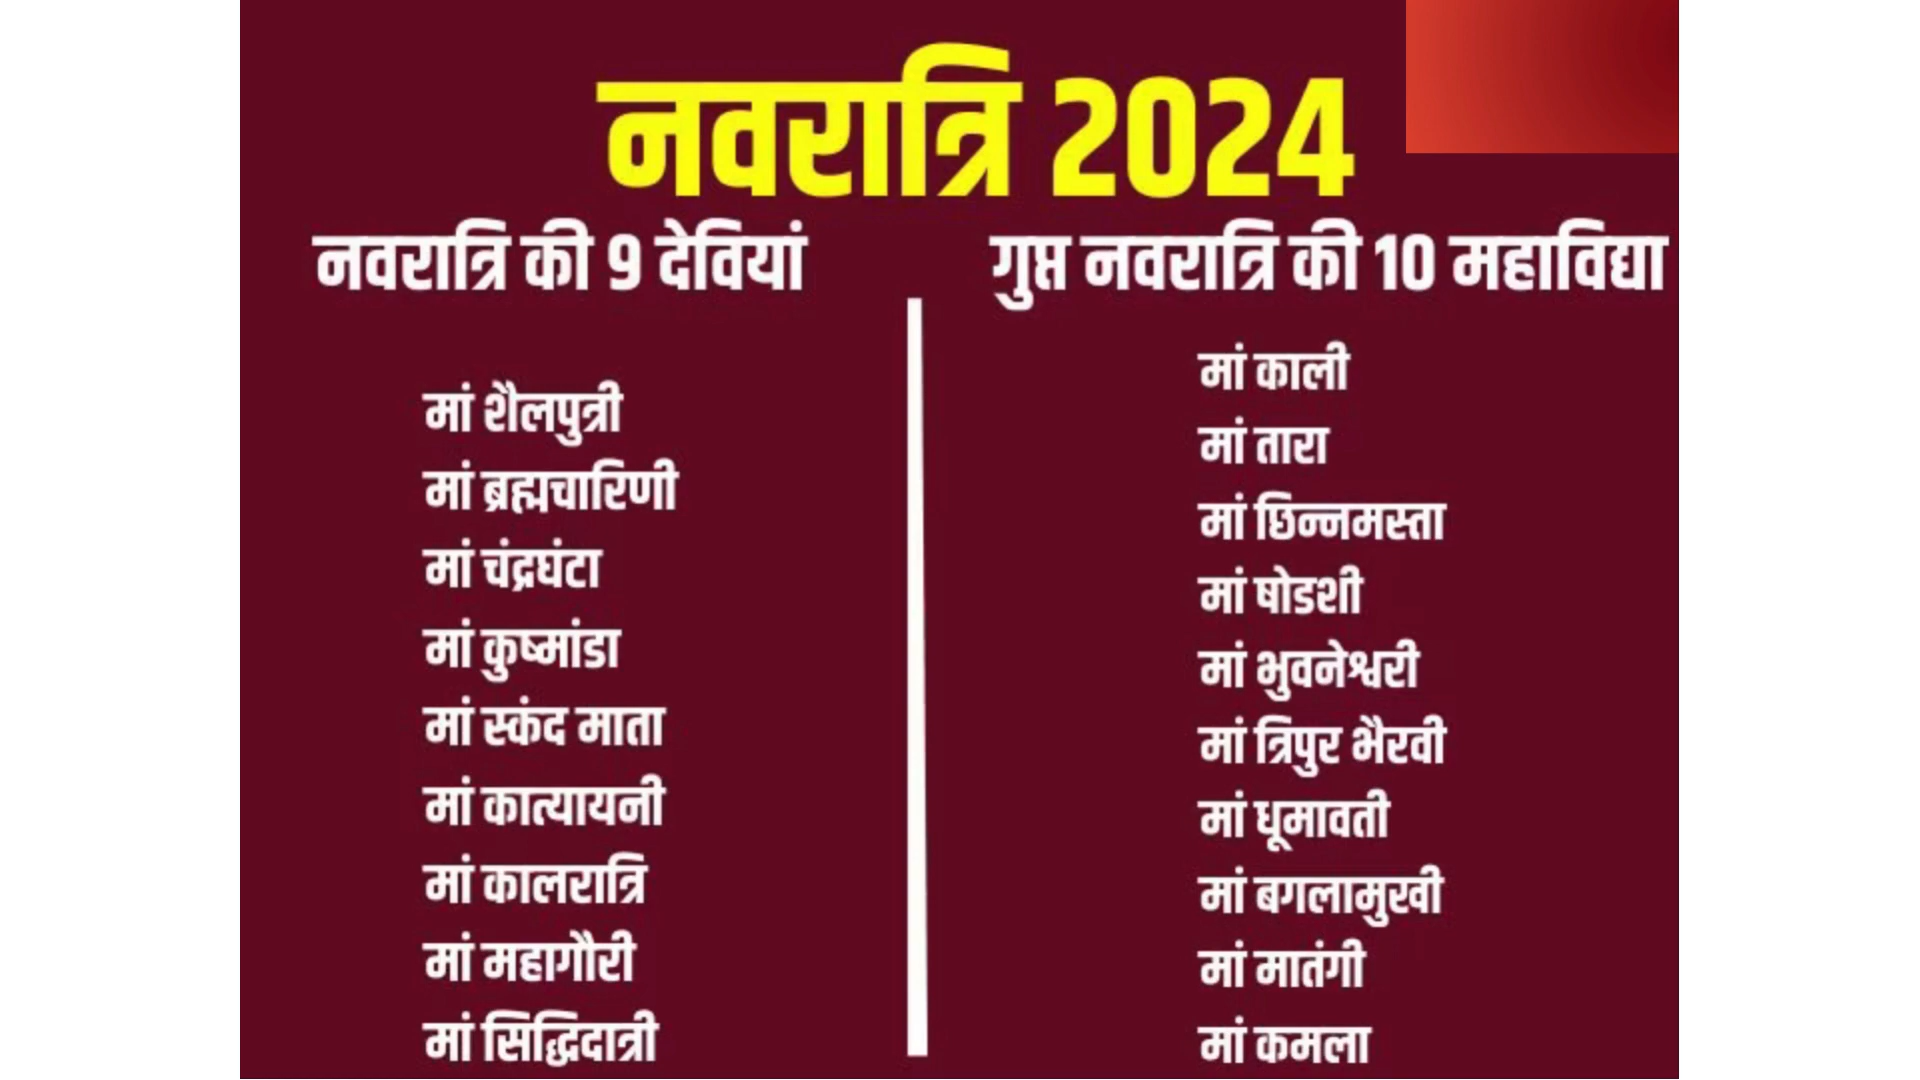 नवरात्रि 2024
नवरात्रि की 9 देवियां
मां शैलपुत्री
मां ब्रह्मचारिणी
मां चंद्रघंटा
मां कुष्मांडा
मां स्कंद माता
मां कात्यायनी
मां कालरात्रि
मां महागौरी
मां सिद्धिदात्री
गुप्त नवरात्रि की 10 महाविद्या
मां काली
मां तारा
मां छिन्नमस्ता
मां षोडशी
मां भुवनेश्वरी
मां त्रिपुर भैरवी
मां धूमावती
मां बगलामुखी
मां मातंगी
मां कमला